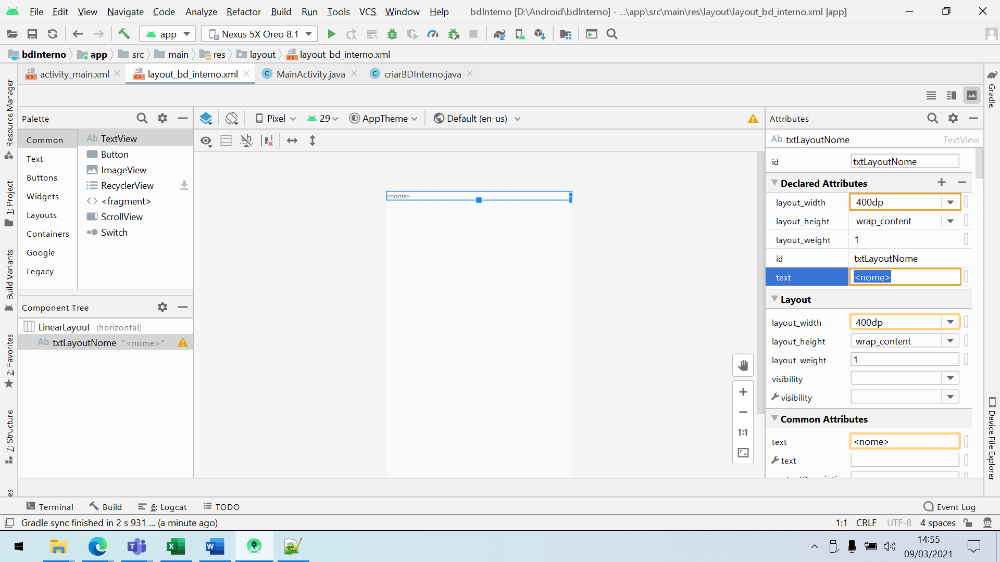 File Edit View Navigate Code Analyze Refactor Build Run Tools VCS Window Help bdInterno [D:\Android\bdInterno] - ...\app\src\main\res\layout\layout_bd_interno.xml [app]
app Nexus 5X Oreo 8.1
bdInterno app src main res layout layout_bd_interno.xml
activity_main.xml layout_bd_interno.xml MainActivity.java criarBDInterno.java
Resource Manager
1: Project
Build Variants
2: Favorites
7: Structure
es
Gradle
Device File Explorer
Palette
Common
Text
Buttons
Widgets
Layouts
Containers
Google
Legacy
Ab TextView
Button
ImageView
RecyclerView
<fragment>
ScrollView
Switch
Component Tree
LinearLayout (horizontal)
Ab txtLayoutNome "<nome>"
Pixel 29 AppTheme Default (en-us)
<nome>
1:1
Attributes
Ab txtLayoutNome TextView
id txtLayoutNome
Declared Attributes
layout_width 400dp
layout_height wrap_content
layout_weight 1
id txtLayoutNome
text <nome>
Layout
layout_width 400dp
layout_height wrap_content
layout_weight 1
visibility
visibility
Common Attributes
text <nome>
text
Terminal Build 6: Logcat TODO Event Log
Gradle sync finished in 2 s 931 ... (a minute ago) 1:1 CRLF UTF-8 4 spaces
14:55
09/03/2021